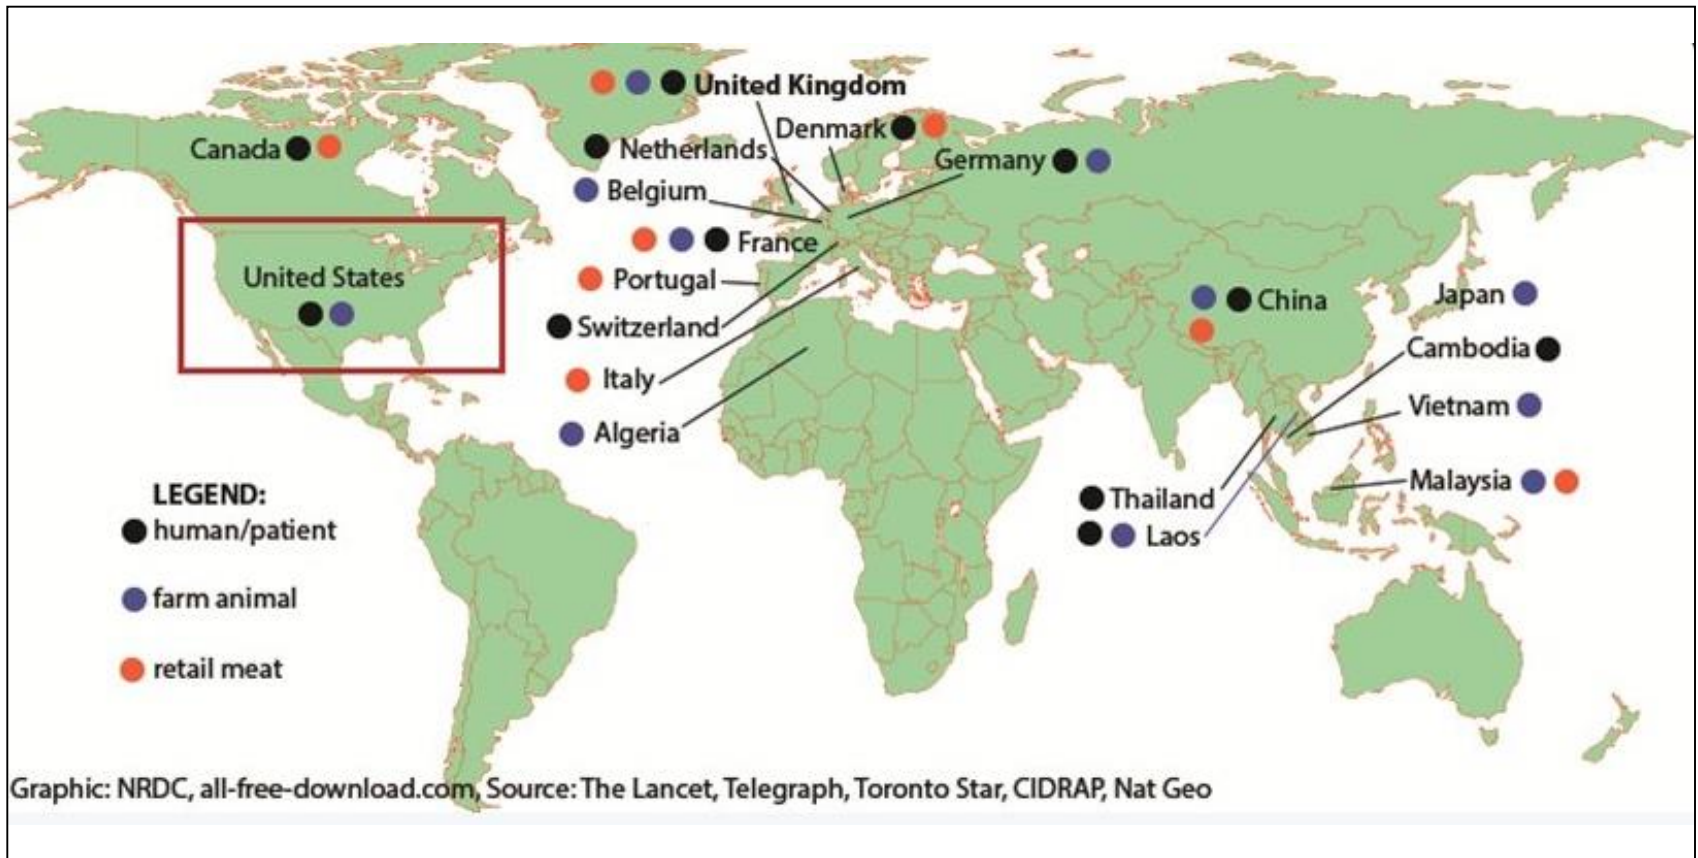 United Kingdom
Denmark
Canada
Netherlands
Germany
Belgium
France
United States
Portugal
China
Japan
Switzerland
Cambodia
Italy
Vietnam
Algeria
Malaysia
LEGEND:
Thailand
human/patient
Laos
farm animal
retail meat
Graphic: NRDC, all-free-download.com, Source: The Lancet, Telegraph, Toronto Star, CIDRAP, Nat Geo